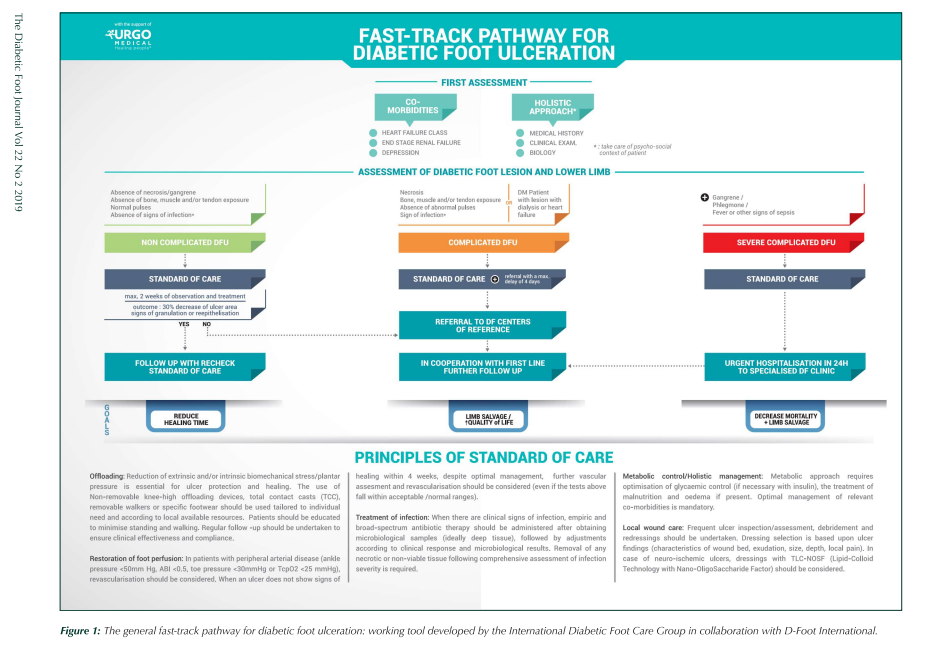 The Diabetic Foot Journal Vol 22 No 2 2019
with the support of
URGO
MEDICAL
healing people®
FAST-TRACK PATHWAY FOR
DIABETIC FOOT ULCERATION
FIRST ASSESSMENT
CO-
MORBIDITIES
HEART FAILURE CLASS
END STAGE RENAL FAILURE
DEPRESSION
HOLISTIC
APPROACH*
MEDICAL HISTORY
CLINICAL EXAM.
BIOLOGY
* : take care of psycho-social
context of patient
ASSESSMENT OF DIABETIC FOOT LESION AND LOWER LIMB
Absence of necrosis/gangrene
Absence of bone, muscle and/or tendon exposure
Normal pulses
Absence of signs of infection+
Necrosis
Bone, muscle and/or tendon exposure
Absence of abnormal pulses
Sign of infection+
OR
DM Patient
with lesion with
dialysis or heart
failure
+ Gangrene /
Phlegmone /
Fever or other signs of sepsis
NON COMPLICATED DFU
COMPLICATED DFU
SEVERE COMPLICATED DFU
STANDARD OF CARE
STANDARD OF CARE + referral with a max.
delay of 4 days
STANDARD OF CARE
max. 2 weeks of observation and treatment
outcome : 30% decrease of ulcer area
signs of granulation or reepithelisation
YES NO
REFERRAL TO DF CENTERS
OF REFERENCE
FOLLOW UP WITH RECHECK
STANDARD OF CARE
IN COOPERATION WITH FIRST LINE
FURTHER FOLLOW UP
URGENT HOSPITALISATION IN 24H
TO SPECIALISED DF CLINIC
GOALS
REDUCE
HEALING TIME
LIMB SALVAGE /
↑QUALITY of LIFE
DECREASE MORTALITY
+ LIMB SALVAGE
PRINCIPLES OF STANDARD OF CARE
Offloading: Reduction of extrinsic and/or intrinsic biomechanical stress/plantar
pressure is essential for ulcer protection and healing. The use of
Non-removable knee-high offloading devices, total contact casts (TCC),
removable walkers or specific footwear should be used tailored to individual
need and according to local available resources. Patients should be educated
to minimise standing and walking. Regular follow -up should be undertaken to
ensure clinical effectiveness and compliance.
Restoration of foot perfusion: In patients with peripheral arterial disease (ankle
pressure <50mm Hg, ABI <0.5, toe pressure <30mmHg or TcpO2 <25 mmHg),
revascularisation should be considered. When an ulcer does not show signs of
healing within 4 weeks, despite optimal management, further vascular
assesment and revascularisation should be considered (even if the tests above
fall within acceptable /normal ranges).
Treatment of infection: When there are clinical signs of infection, empiric and
broad-spectrum antibiotic therapy should be administered after obtaining
microbiological samples (ideally deep tissue), followed by adjustments
according to clinical response and microbiological results. Removal of any
necrotic or non-viable tissue following comprehensive assessment of infection
severity is required.
Metabolic control/Holistic management: Metabolic approach requires
optimisation of glycaemic control (if necessary with insulin), the treatment of
malnutrition and oedema if present. Optimal management of relevant
co-morbidities is mandatory.
Local wound care: Frequent ulcer inspection/assessment, debridement and
redressings should be undertaken. Dressing selection is based upon ulcer
findings (characteristics of wound bed, exudation, size, depth, local pain). In
case of neuro-ischemic ulcers, dressings with TLC-NOSF (Lipid-Colloid
Technology with Nano-OligoSaccharide Factor) should be considered.
Figure 1: The general fast-track pathway for diabetic foot ulceration: working tool developed by the International Diabetic Foot Care Group in collaboration with D-Foot International.